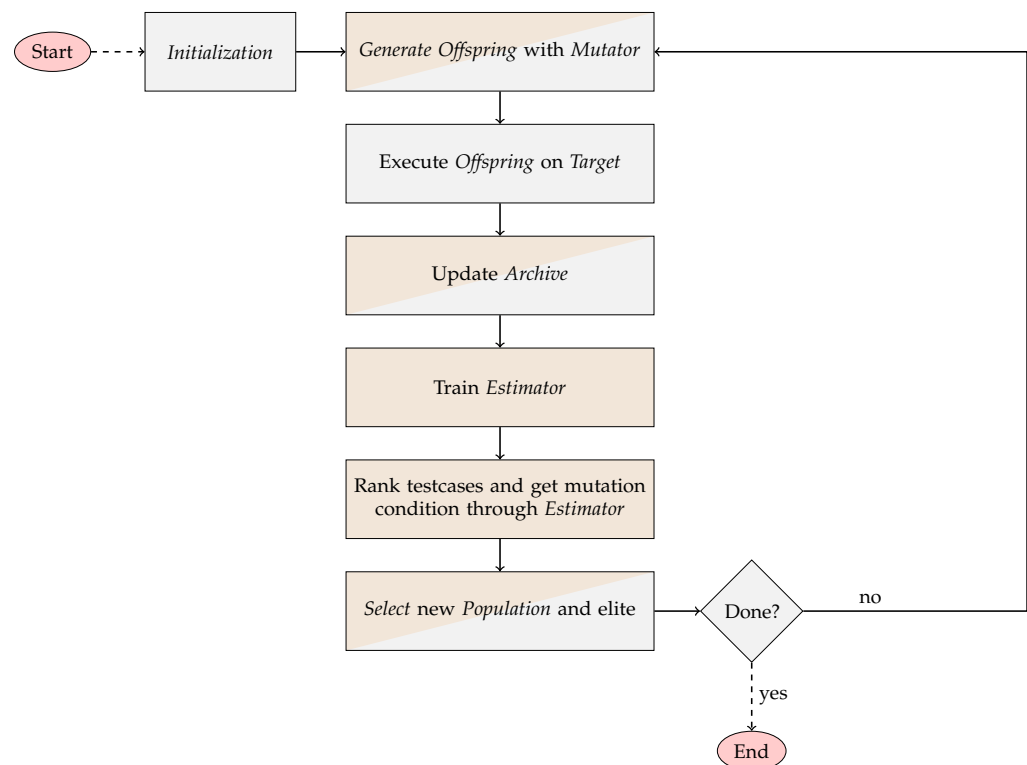 Start
Initialization
Generate Offspring with Mutator
Execute Offspring on Target
Update Archive
Train Estimator
Rank testcases and get mutation
condition through Estimator
Select new Population and elite
Done?
no
yes
End